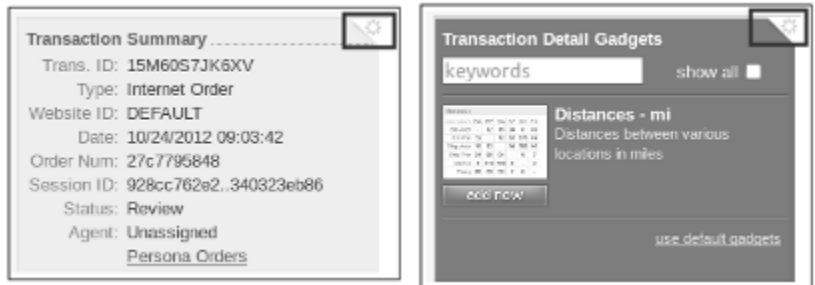 Transaction Summary
Trans. ID: 15M60S7JK6XV
Type: Internet Order
Website ID: DEFAULT
Date: 10/24/2012 09:03:42
Order Num: 27c7795848
Session ID: 928cc762e2..340323eb86
Status: Review
Agent: Unassigned
Persona Orders
Transaction Detail Gadgets
keywords
show all
Distances - mi
Distances between various
locations in miles
add now
use default gadgets